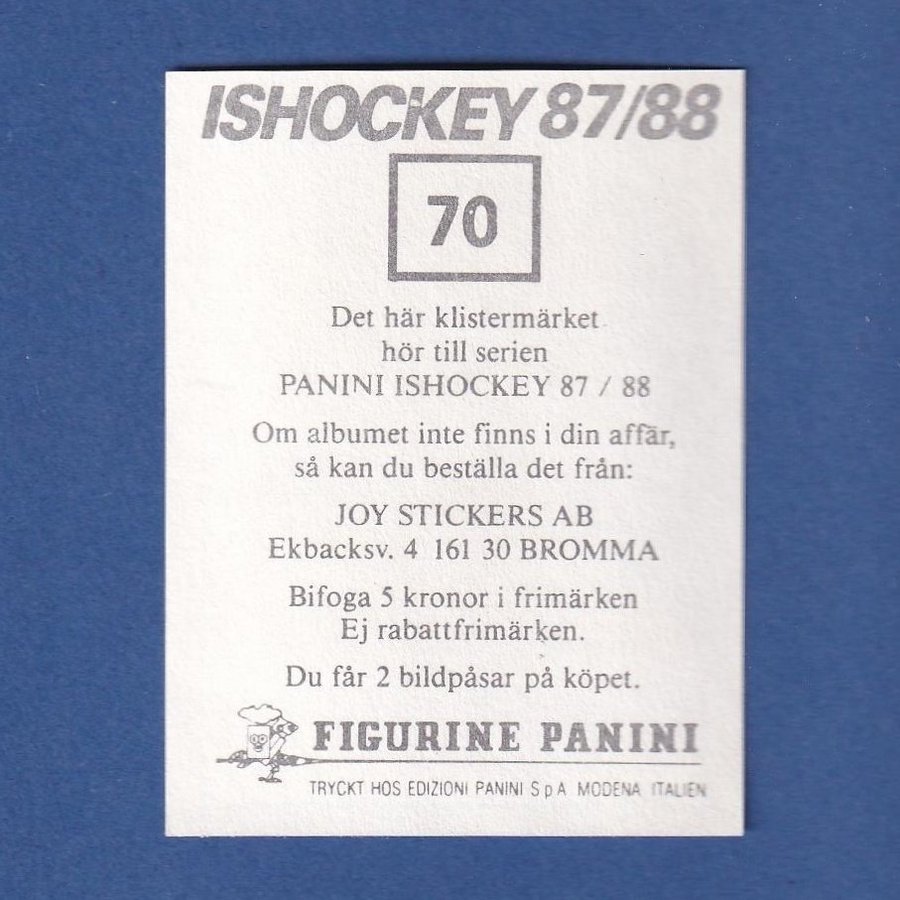 ISHOCKEY 87/88
70
Det här klistermärket
hör till serien
PANINI ISHOCKEY 87 / 88
Om albumet inte finns i din affär,
så kan du beställa det från:
JOY STICKERS AB
Ekbacksv. 4 161 30 BROMMA
Bifoga 5 kronor i frimärken
Ej rabattfrimärken.
Du får 2 bildpåsar på köpet.
FIGURINE PANINI
TRYCKT HOS EDIZIONI PANINI S p A MODENA ITALIEN